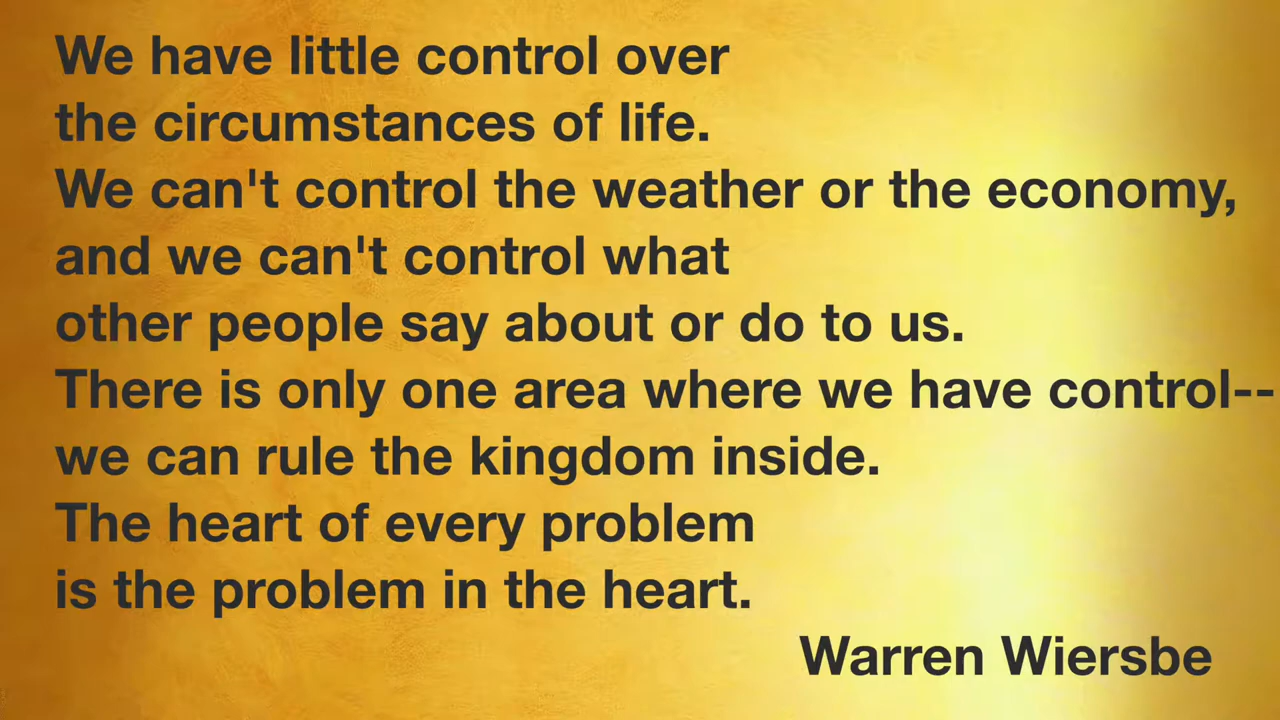 We have little control over
the circumstances of life.
We can't control the weather or the economy,
and we can't control what
other people say about or do to us.
There is only one area where we have control--
we can rule the kingdom inside.
The heart of every problem
is the problem in the heart.
Warren Wiersbe